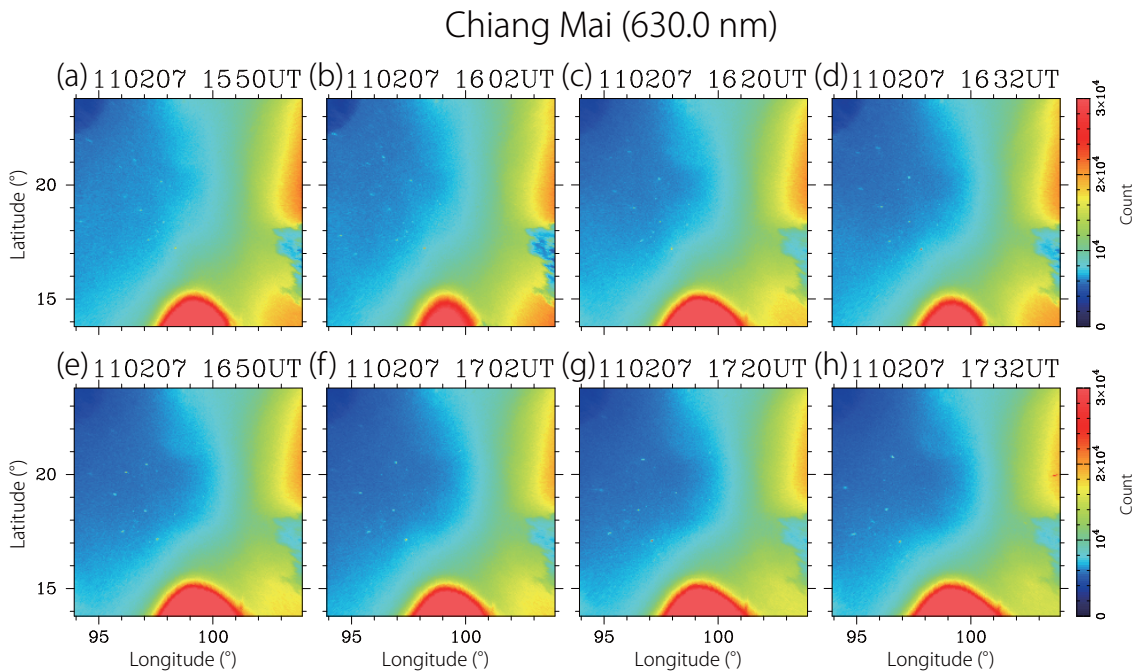 Chiang Mai (630.0 nm)
(a) 110207 1550UT (b) 110207 1602UT (c) 110207 1620UT (d) 110207 1632UT
Latitude (°)
20
15
3×10⁴
2×10⁴
10⁴
0
Count
(e) 110207 1650UT (f) 110207 1702UT (g) 110207 1720UT (h) 110207 1732UT
Latitude (°)
20
15
3×10⁴
2×10⁴
10⁴
0
Count
95 100 95 100 95 100 95 100
Longitude (°) Longitude (°) Longitude (°) Longitude (°)